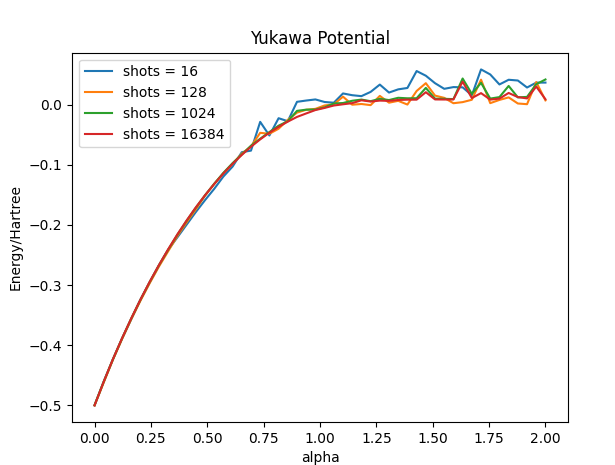 Yukawa Potential
shots = 16
shots = 128
shots = 1024
shots = 16384
Energy/Hartree
0.0
−0.1
−0.2
−0.3
−0.4
−0.5
0.00 0.25 0.50 0.75 1.00 1.25 1.50 1.75 2.00
alpha